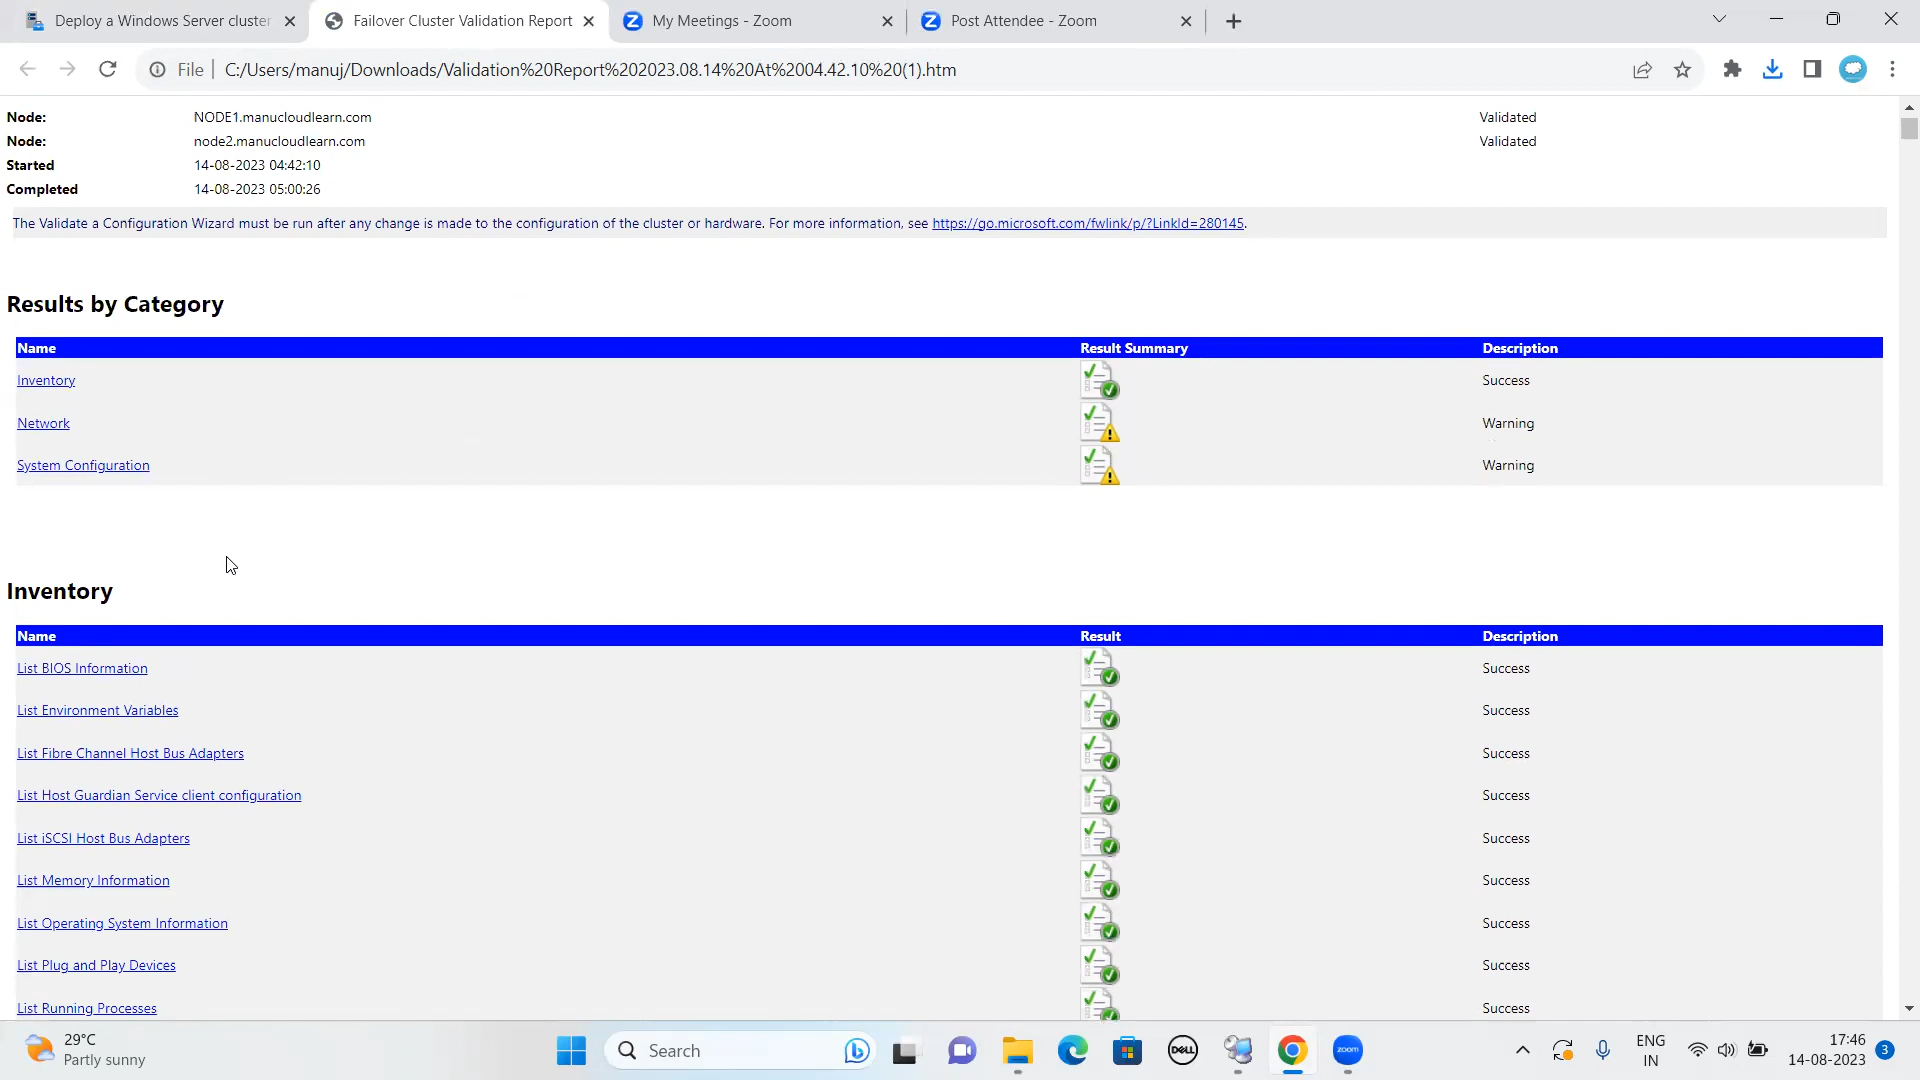 Deploy a Windows Server cluster
Failover Cluster Validation Report
My Meetings - Zoom
Post Attendee - Zoom
File
C:/Users/manuj/Downloads/Validation%20Report%202023.08.14%20At%2004.42.10%20(1).htm
Node: NODE1.manucloudlearn.com Validated
Node: node2.manucloudlearn.com Validated
Started 14-08-2023 04:42:10
Completed 14-08-2023 05:00:26
The Validate a Configuration Wizard must be run after any change is made to the configuration of the cluster or hardware. For more information, see https://go.microsoft.com/fwlink/p/?LinkId=280145.
Results by Category
Name Result Summary Description
Inventory Success
Network Warning
System Configuration Warning
Inventory
Name Result Description
List BIOS Information Success
List Environment Variables Success
List Fibre Channel Host Bus Adapters Success
List Host Guardian Service client configuration Success
List iSCSI Host Bus Adapters Success
List Memory Information Success
List Operating System Information Success
List Plug and Play Devices Success
List Running Processes Success
29°C
Partly sunny
Search
DELL
zoom
ENG
IN
17:46
14-08-2023
3